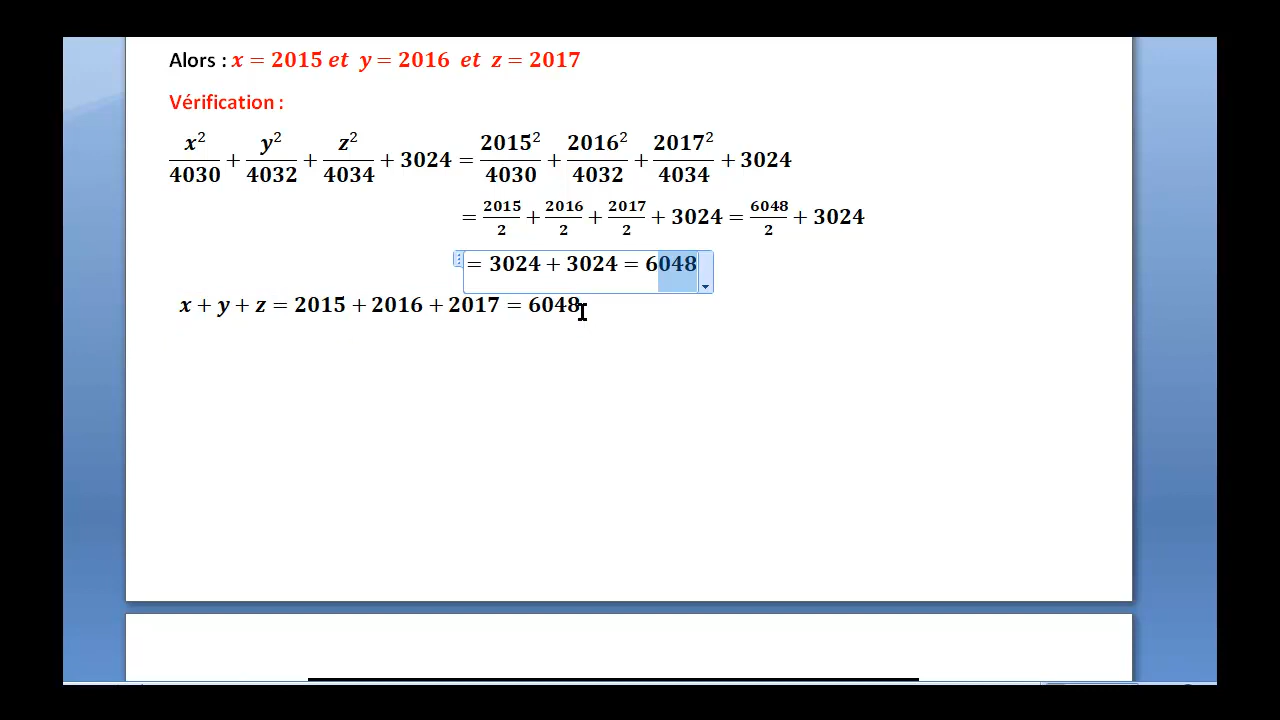 Alors : x = 2015 et y = 2016 et z = 2017
Vérification :
x²/4030 + y²/4032 + z²/4034 + 3024 = 2015²/4030 + 2016²/4032 + 2017²/4034 + 3024
= 2015/2 + 2016/2 + 2017/2 + 3024 = 6048/2 + 3024
= 3024 + 3024 = 6048
x + y + z = 2015 + 2016 + 2017 = 6048